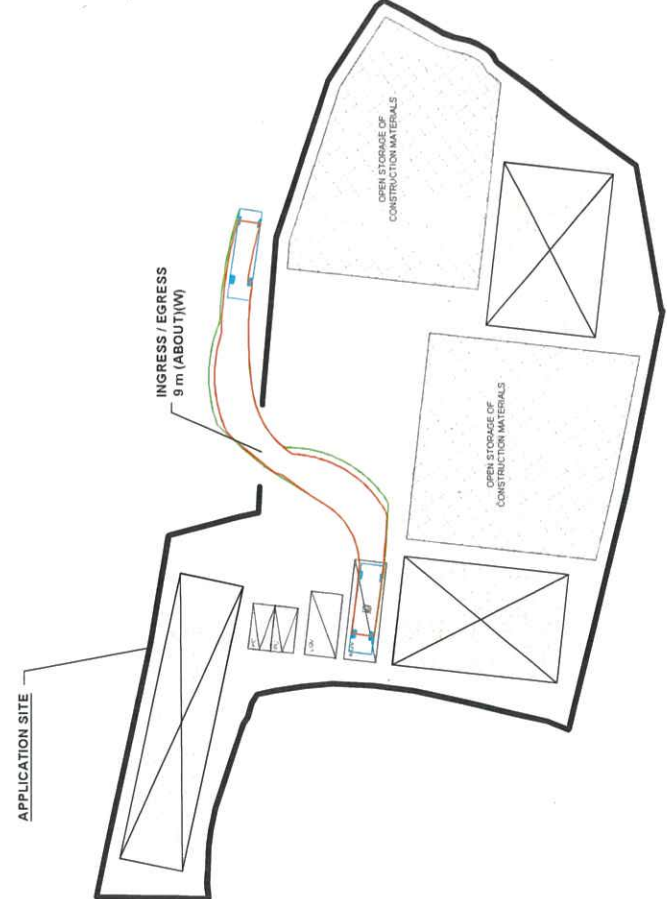 APPLICATION SITE
INGRESS / EGRESS
9 m (ABOUT)(W)
OPEN STORAGE OF
CONSTRUCTION MATERIALS
OPEN STORAGE OF
CONSTRUCTION MATERIALS